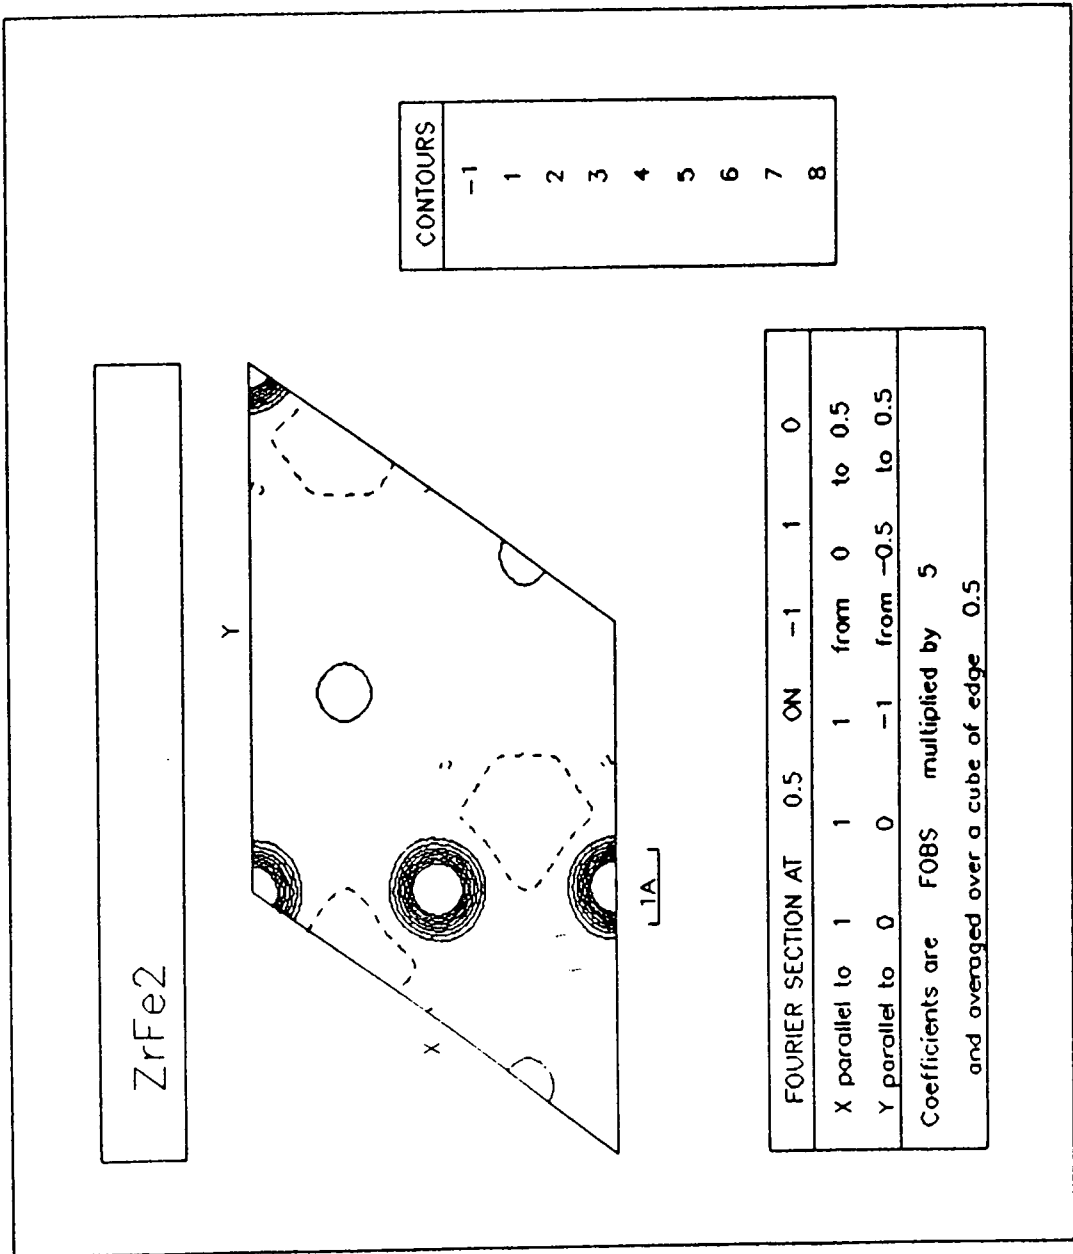 ZrFe2
Y
X
1A
CONTOURS
-1
1
2
3
4
5
6
7
8
FOURIER SECTION AT 0.5 ON -1 1 0
X parallel to 1 1 1 from 0 to 0.5
Y parallel to 0 0 -1 from -0.5 to 0.5
Coefficients are FOBS multiplied by 5
and averaged over a cube of edge 0.5